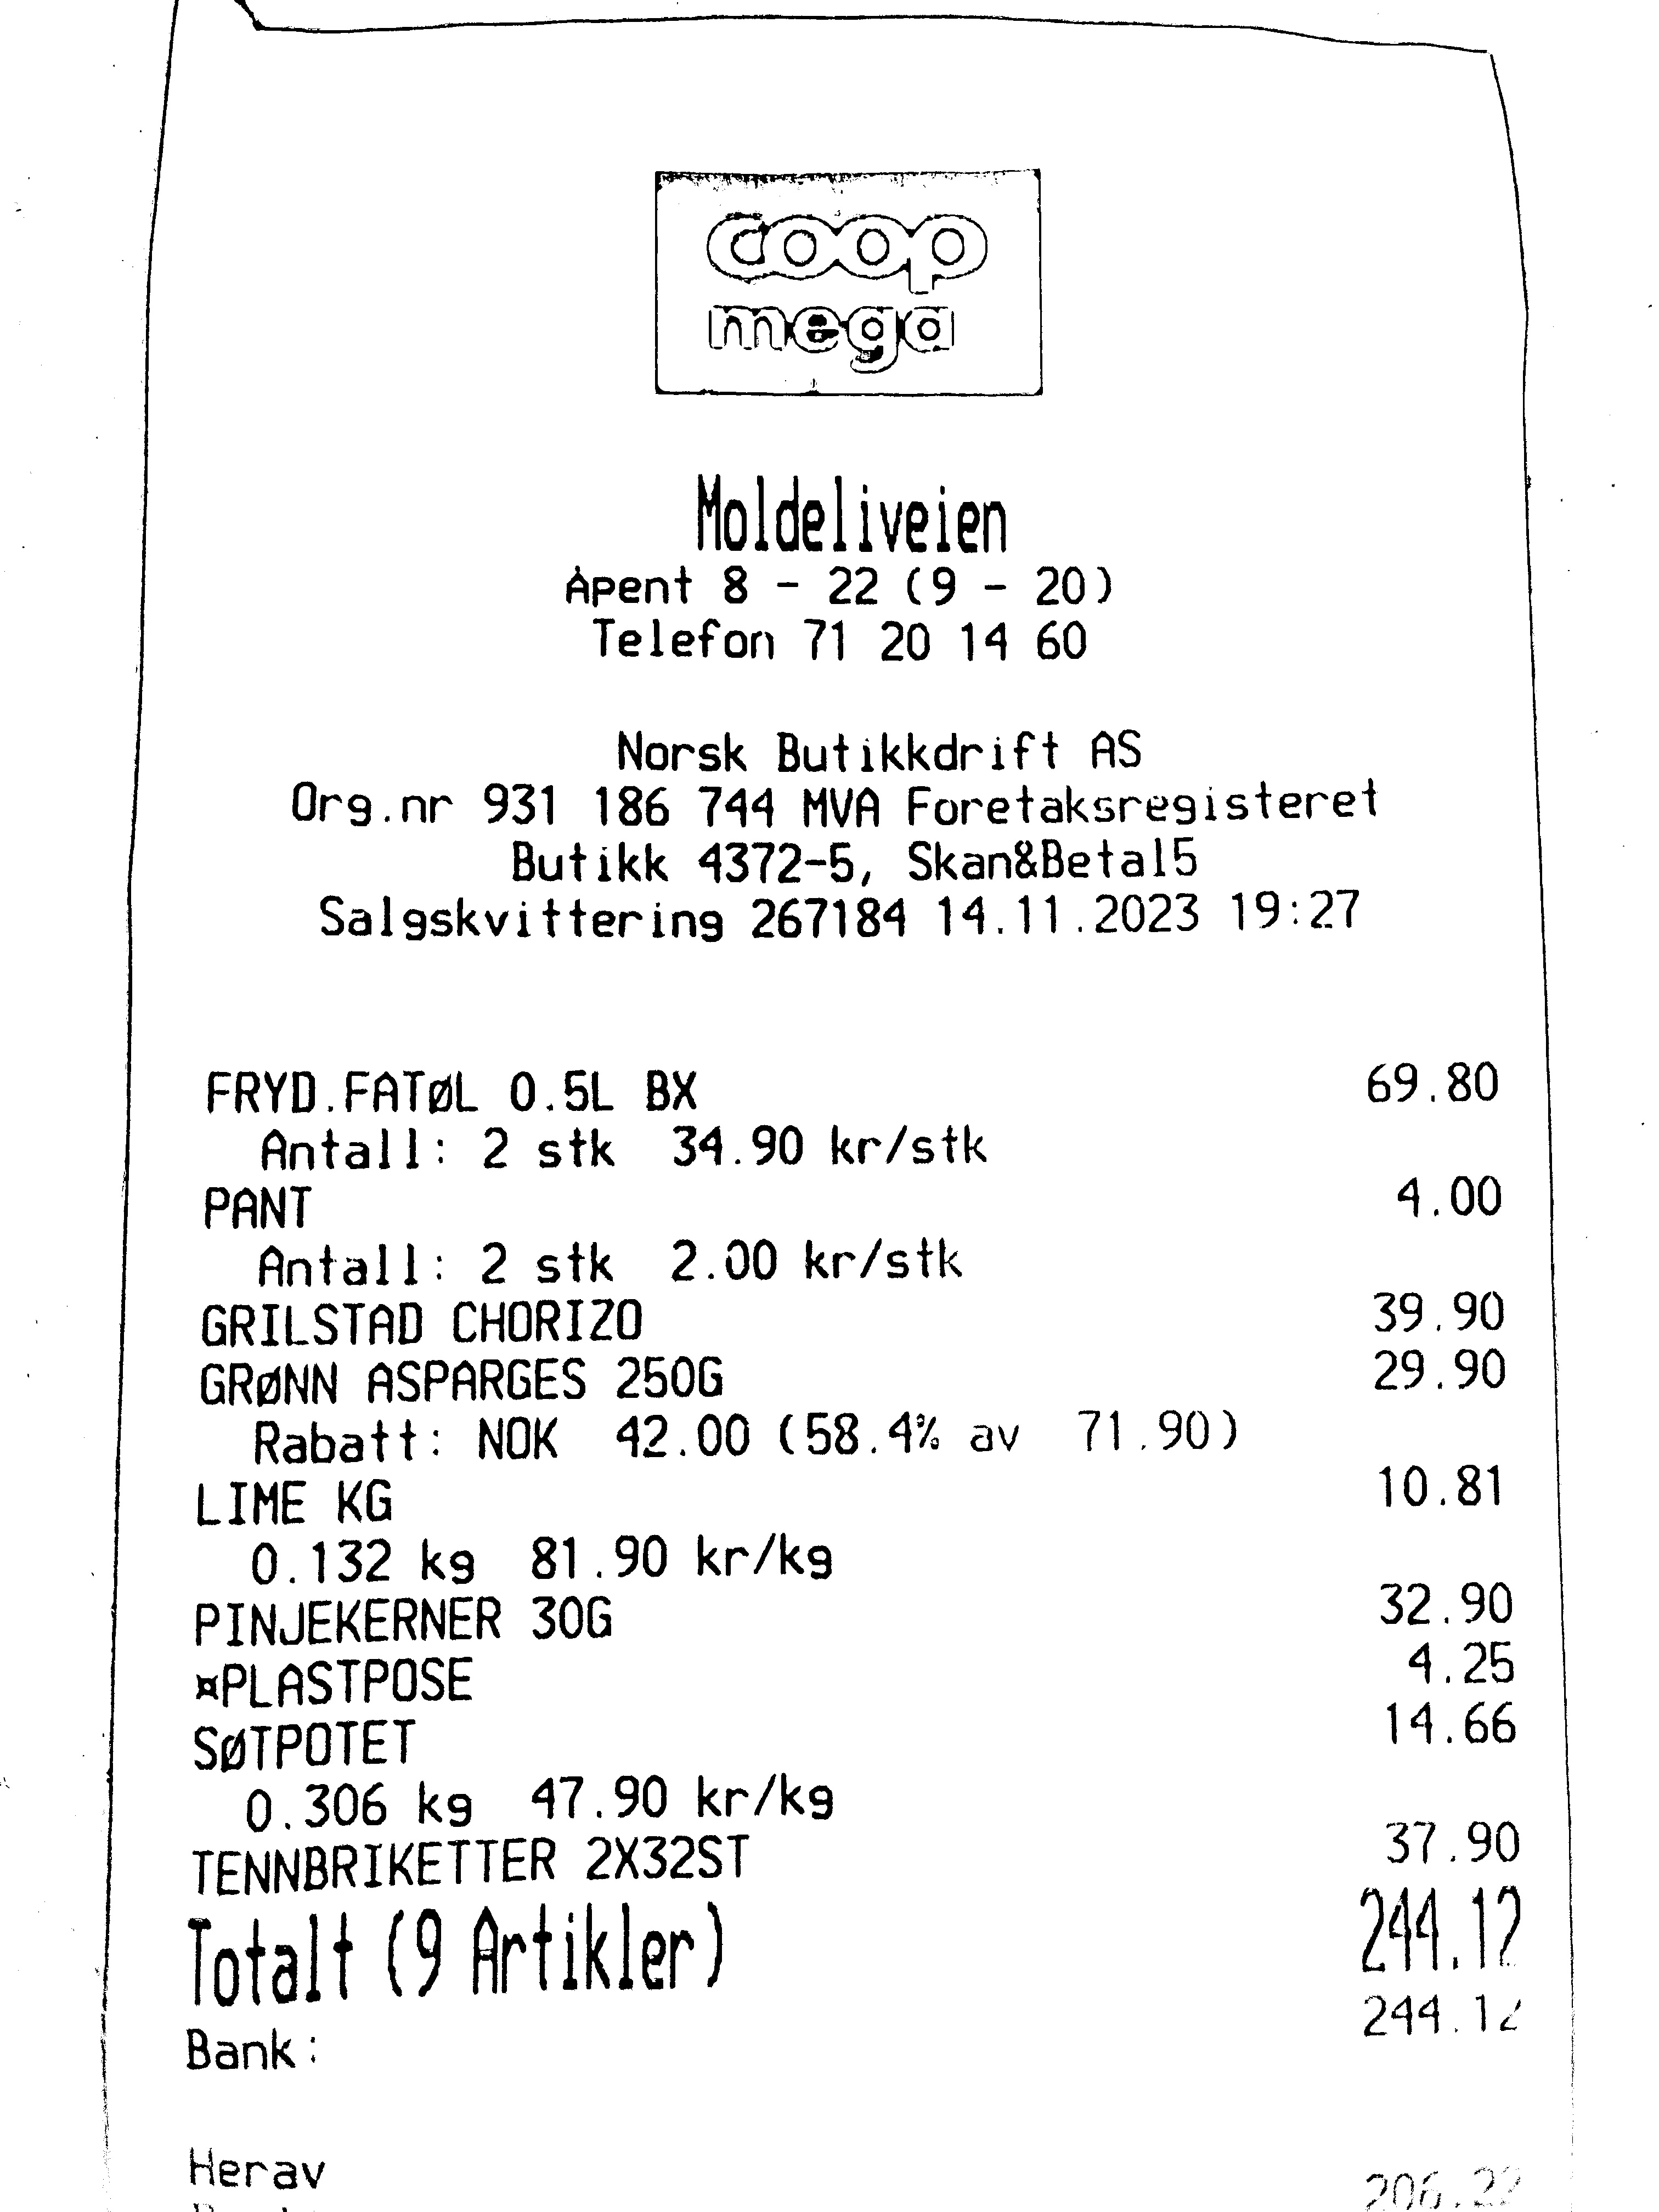 coop
mega
Moldeliveien
Åpent 8 - 22 (9 - 20)
Telefon 71 20 14 60
Norsk Butikkdrift AS
Org.nr 931 186 744 MVA Foretaksregisteret
Butikk 4372-5, Skan&Betal5
Salgskvittering 267184 14.11.2023 19:27
FRYD.FATØL 0.5L BX 69.80
Antall: 2 stk 34.90 kr/stk
PANT 4.00
Antall: 2 stk 2.00 kr/stk
GRILSTAD CHORIZO 39.90
GRØNN ASPARGES 250G 29.90
Rabatt: NOK 42.00 (58.4% av 71.90)
LIME KG 10.81
0.132 kg 81.90 kr/kg
PINJEKERNER 30G 32.90
¤PLASTPOSE 4.25
SØTPOTET 14.66
0.306 kg 47.90 kr/kg
TENNBRIKETTER 2X32ST 37.90
Totalt (9 Artikler) 244.12
Bank: 244.12
Herav